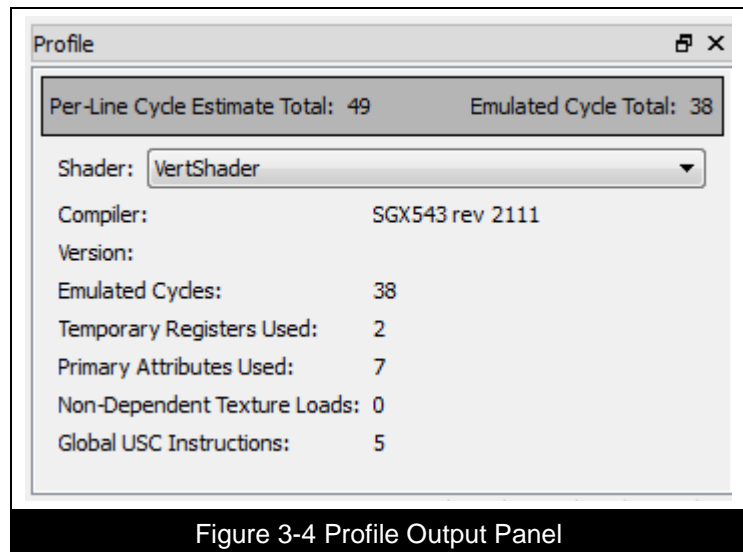 Profile
Per-Line Cycle Estimate Total: 49 Emulated Cycle Total: 38
Shader: VertShader
Compiler: SGX543 rev 2111
Version:
Emulated Cycles: 38
Temporary Registers Used: 2
Primary Attributes Used: 7
Non-Dependent Texture Loads: 0
Global USC Instructions: 5
Figure 3-4 Profile Output Panel